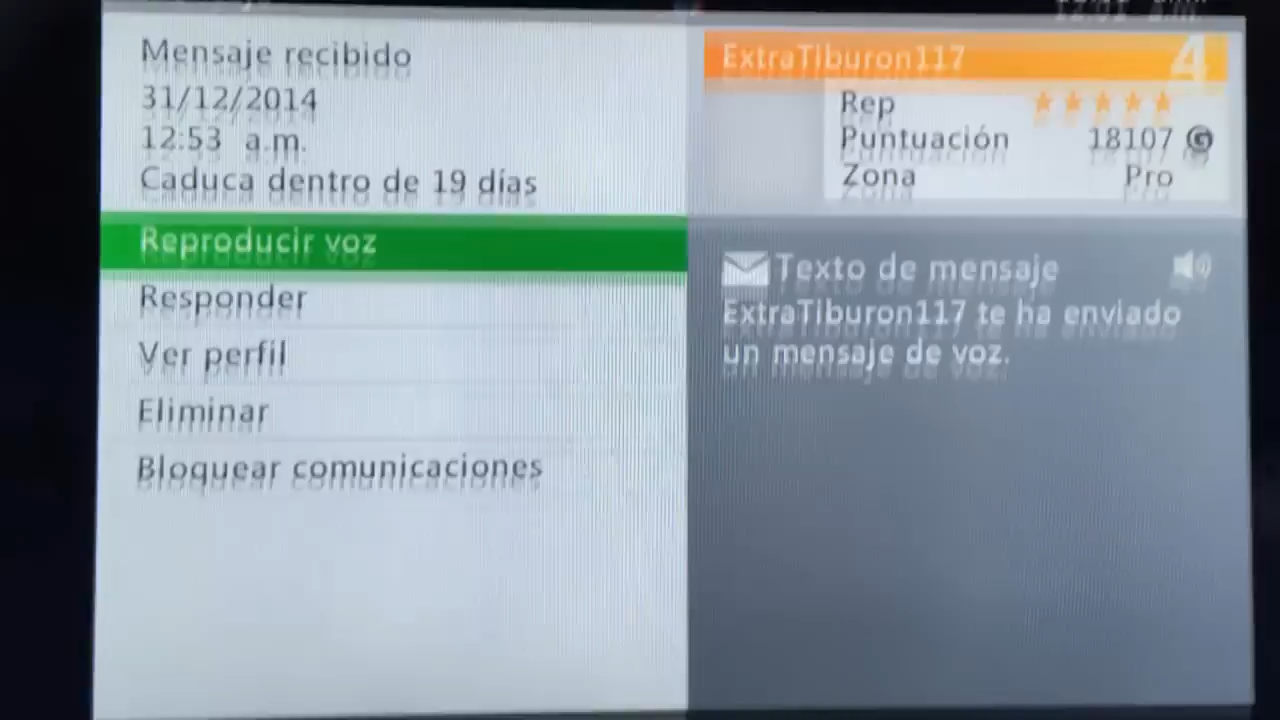 Mensaje recibido
31/12/2014
12:53 a.m.
Caduca dentro de 19 días
Reproducir voz
Responder
Ver perfil
Eliminar
Bloquear comunicaciones
ExtraTiburon117
4
Rep
Puntuación 18107 G
Zona Pro
Texto de mensaje
ExtraTiburon117 te ha enviado
un mensaje de voz.